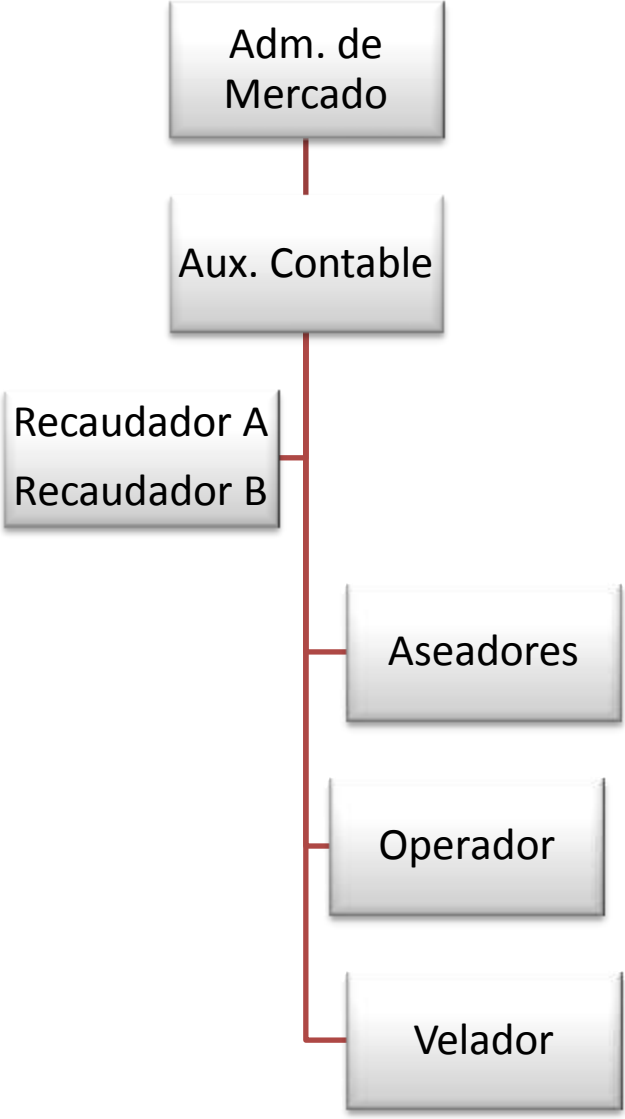 Adm. de
Mercado
Aux. Contable
Recaudador A
Recaudador B
Aseadores
Operador
Velador